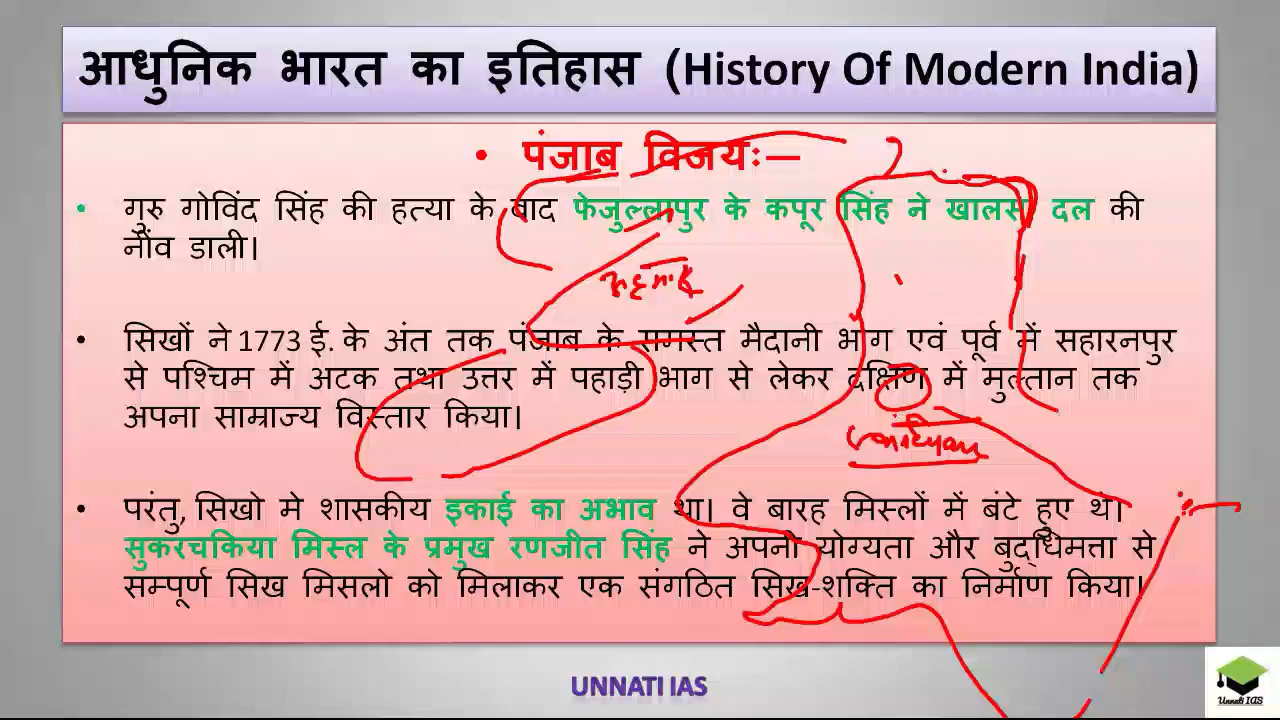 आधुनिक भारत का इतिहास (History Of Modern India)
• पंजाब विजयः—
• गुरु गोविंद सिंह की हत्या के बाद फेजुल्लापुर के कपूर सिंह ने खालसा दल की
नींव डाली।
• सिखों ने 1773 ई. के अंत तक पंजाब के समस्त मैदानी भाग एवं पूर्व में सहारनपुर
से पश्चिम में अटक तथा उत्तर में पहाड़ी भाग से लेकर दक्षिण में मुल्तान तक
अपना साम्राज्य विस्तार किया।
• परंतु, सिखो मे शासकीय इकाई का अभाव था। वे बारह मिस्लों में बंटे हुए थे।
सुकरचकिया मिस्ल के प्रमुख रणजीत सिंह ने अपनी योग्यता और बुद्धिमत्ता से
सम्पूर्ण सिख मिसलो को मिलाकर एक संगठित सिख-शक्ति का निर्माण किया।
UNNATI IAS
Unnati IAS